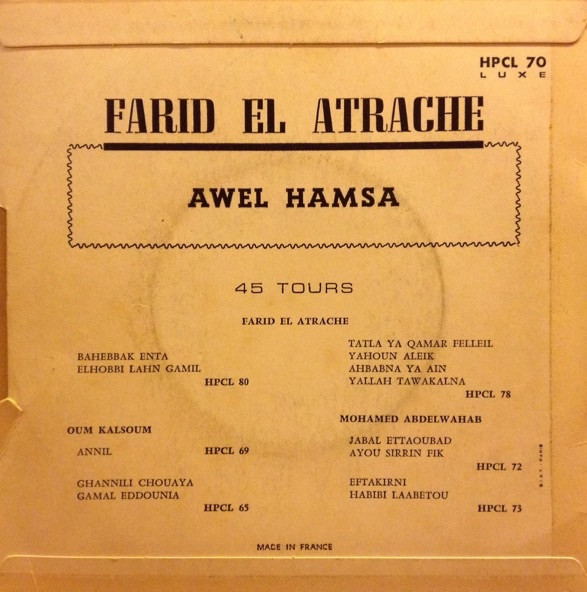 HPCL 70
LUXE
FARID EL ATRACHE
AWEL HAMSA
45 TOURS
FARID EL ATRACHE
BAHEBBAK ENTA
ELHOBBI LAHN GAMIL
HPCL 80
TATLA YA QAMAR FELLEIL
YAHOUN ALEIK
AHBABNA YA AIN
YALLAH TAWAKALNA
HPCL 78
OUM KALSOUM
ANNIL HPCL 69
GHANNILI CHOUAYA
GAMAL EDDOUNIA
HPCL 65
MOHAMED ABDELWAHAB
JABAL ETTAOUBAD
AYOU SIRRIN FIK
HPCL 72
EFTAKIRNI
HABIBI LAABETOU
HPCL 73
MADE IN FRANCE